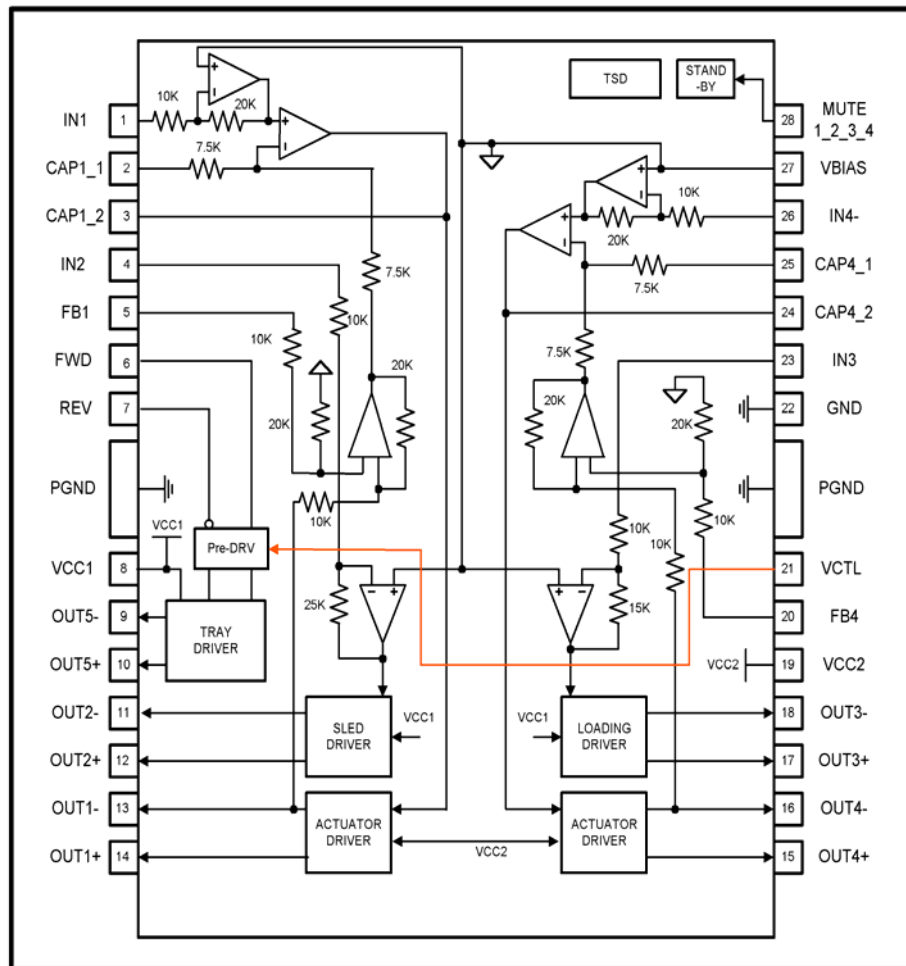 TSD
STAND
-BY
IN1
1
10K
20K
+
-
+
-
28
MUTE
1_2_3_4
CAP1_1
2
7.5K
+
-
27
VBIAS
CAP1_2
3
+
-
20K
10K
26
IN4-
IN2
4
7.5K
7.5K
25
CAP4_1
FB1
5
10K
10K
24
CAP4_2
FWD
6
20K
7.5K
23
IN3
REV
7
20K
20K
20K
22
GND
PGND
10K
10K
10K
10K
PGND
VCC1
Pre-DRV
VCC1
8
21
VCTL
OUT5-
9
TRAY
DRIVER
25K
- +
+ -
15K
20
FB4
OUT5+
10
VCC2
19
VCC2
OUT2-
11
SLED
DRIVER
VCC1
VCC1
LOADING
DRIVER
18
OUT3-
OUT2+
12
17
OUT3+
OUT1-
13
ACTUATOR
DRIVER
VCC2
ACTUATOR
DRIVER
16
OUT4-
OUT1+
14
15
OUT4+